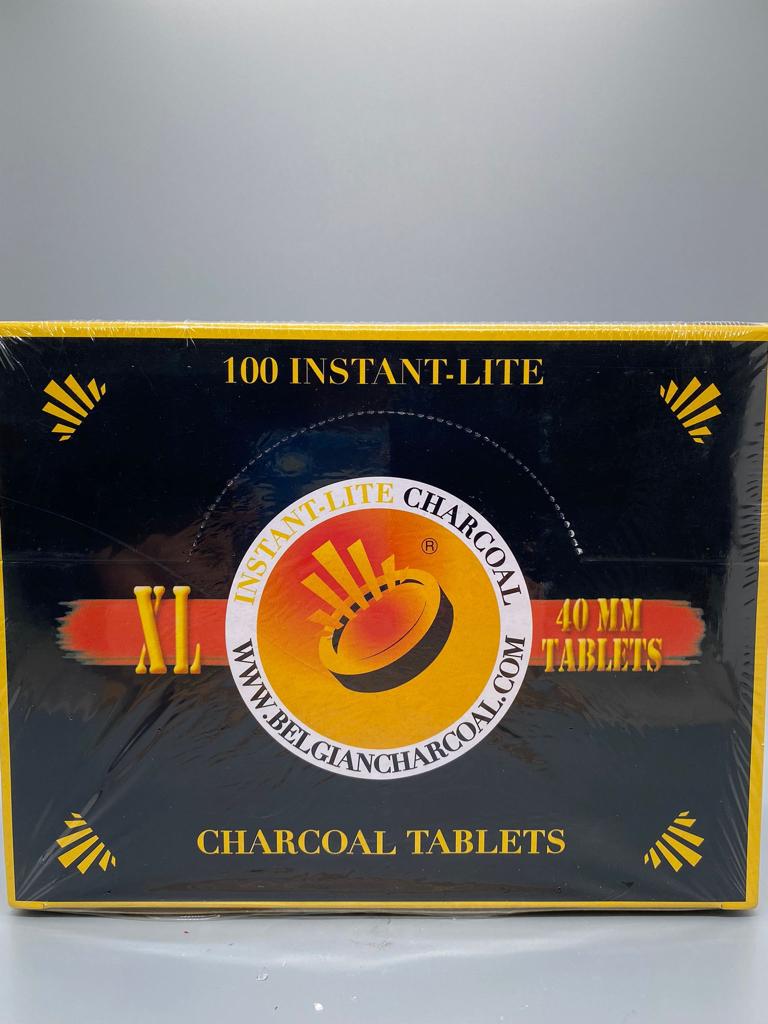 100 INSTANT-LITE
INSTANT-LITE CHARCOAL
®
XL
40 MM
TABLETS
WWW.BELGIANCHARCOAL.COM
CHARCOAL TABLETS